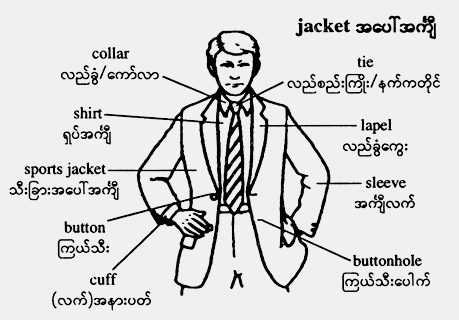 jacket အပေါ်အင်္ကျီ
collar
လည်ခွံ/ကော်လာ
tie
လည်စည်းကြိုး/နက်ကတိုင်
shirt
ရှပ်အင်္ကျီ
lapel
လည်ခွံကွေး
sports jacket
သီးခြားအပေါ်အင်္ကျီ
sleeve
အင်္ကျီလက်
button
ကြယ်သီး
buttonhole
ကြယ်သီးပေါက်
cuff
(လက်)အနားပတ်